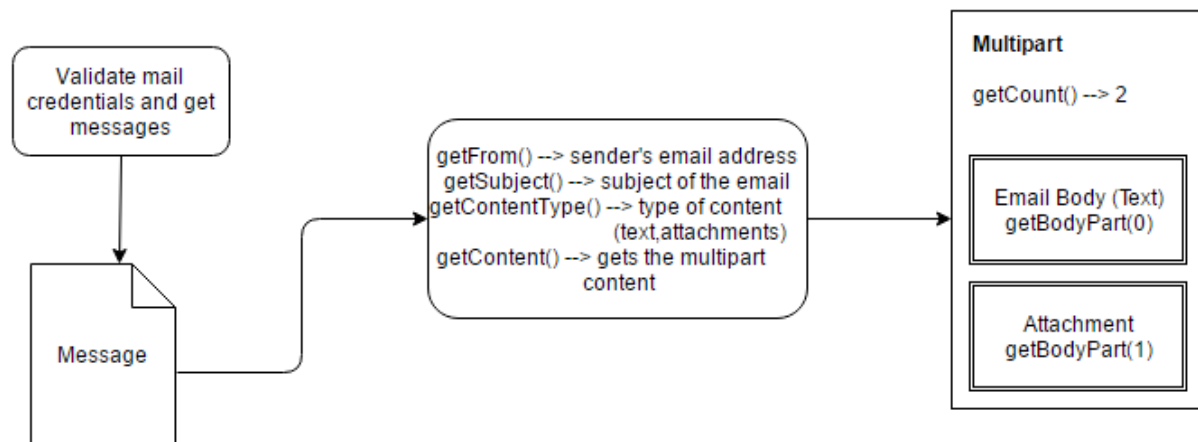 Validate mail
credentials and get
messages
Message
getFrom() --> sender's email address
getSubject() --> subject of the email
getContentType() --> type of content
(text,attachments)
getContent() --> gets the multipart
content
Multipart
getCount() --> 2
Email Body (Text)
getBodyPart(0)
Attachment
getBodyPart(1)